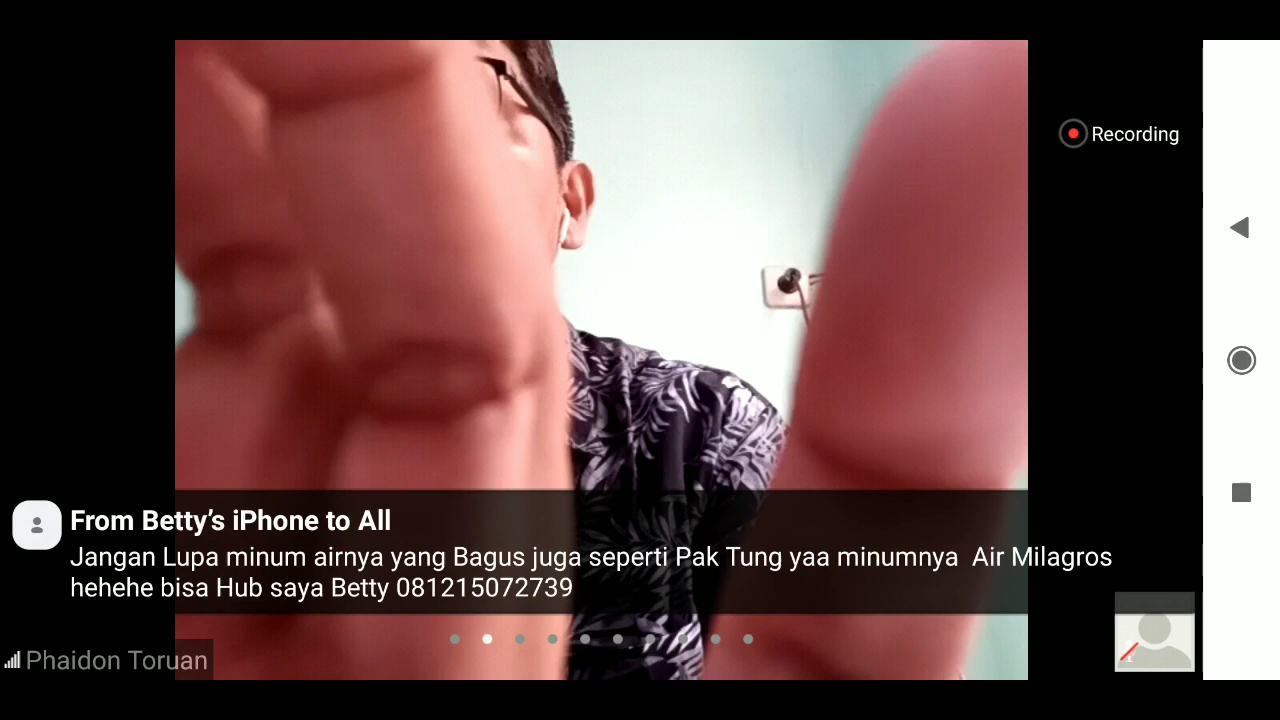 Recording
From Betty's iPhone to All
Jangan Lupa minum airnya yang Bagus juga seperti Pak Tung yaa minumnya  Air Milagros
hehehe bisa Hub saya Betty 081215072739
Phaidon Toruan